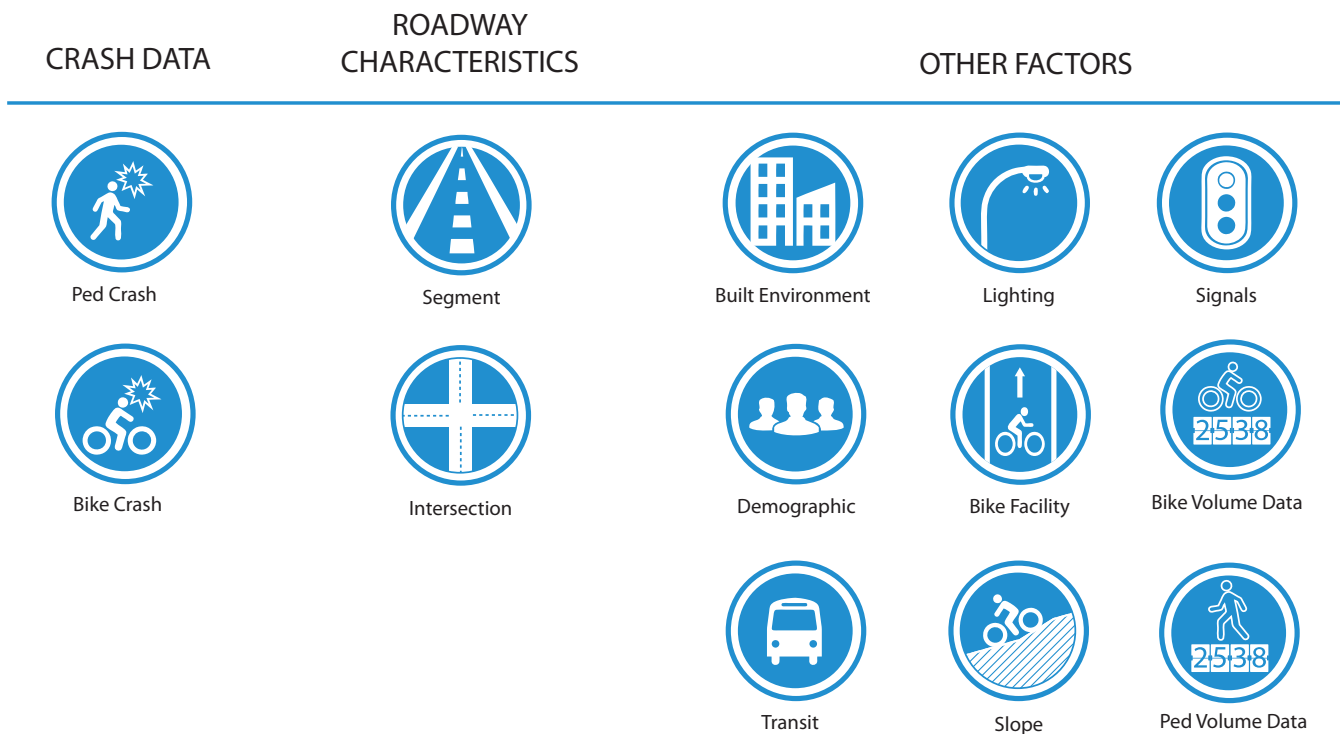 CRASH DATA
ROADWAY
CHARACTERISTICS
OTHER FACTORS
Ped Crash
Segment
Built Environment
Lighting
Signals
2538
Bike Crash
Intersection
Demographic
Bike Facility
Bike Volume Data
2538
Transit
Slope
Ped Volume Data